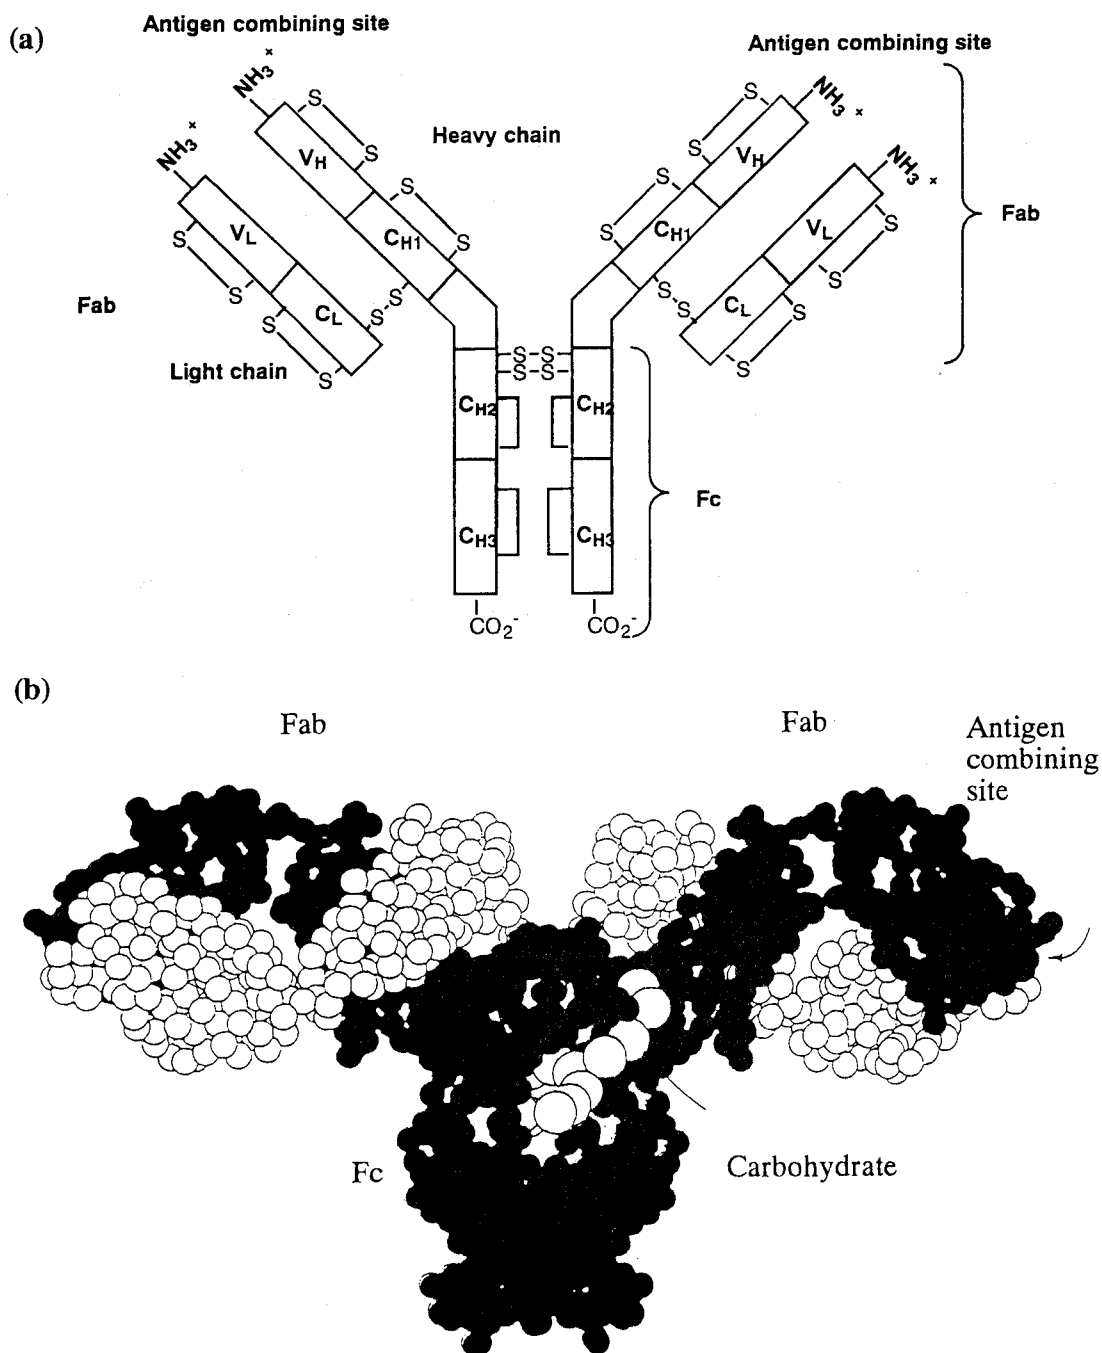 (a)
Antigen combining site
Antigen combining site
NH3 x
NH3 x
S
S
Heavy chain
S
S
NH3 x
NH3 x
VH
VH
VL
VL
S
S
CH1
CH1
S
S
S
S
Fab
Fab
S
S
CL
CL
S-S
S-S
S
S
S
S
Light chain
S-S
S-S
CH2
CH2
Fc
CH3
CH3
CO2-
CO2-
(b)
Fab
Fab
Antigen
combining
site
Fc
Carbohydrate